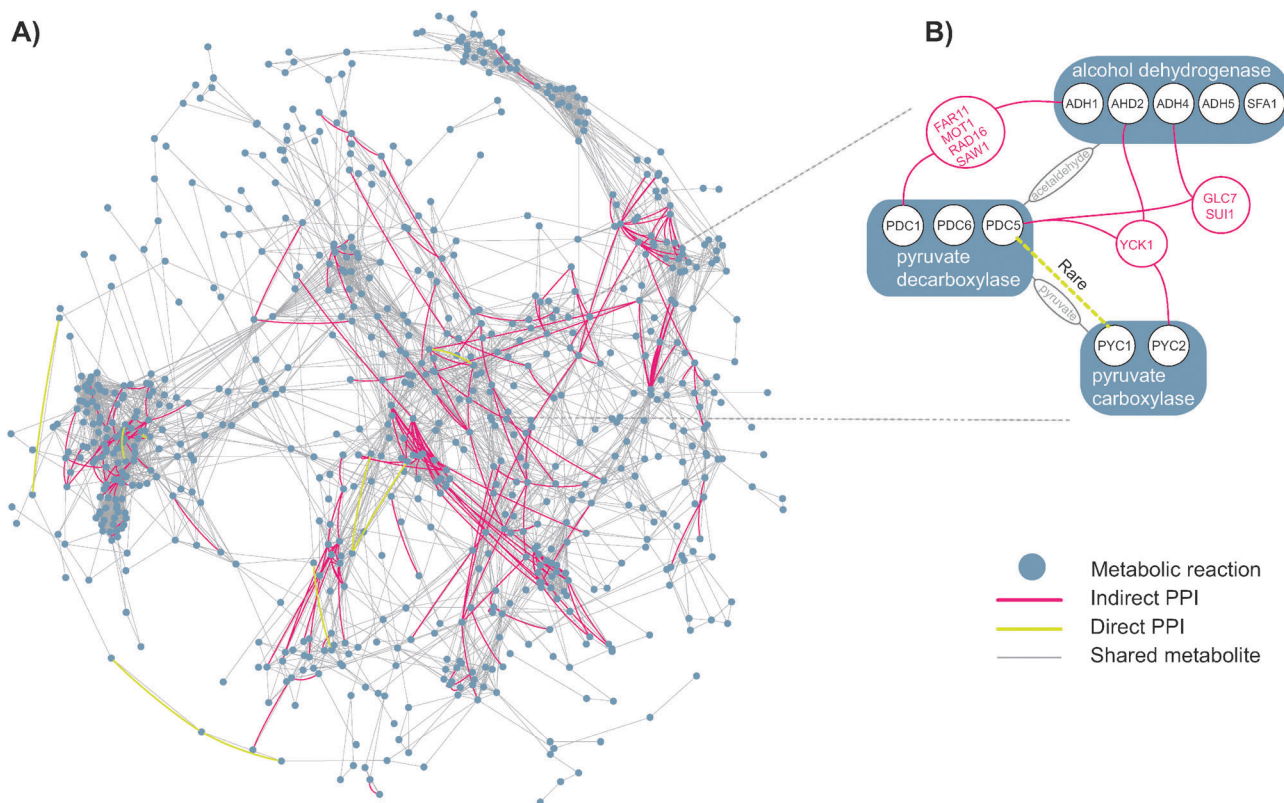 A)
B)
alcohol dehydrogenase
ADH1 AHD2 ADH4 ADH5 SFA1
FAR11
MOT1
RAD16
SAW1
acetaldehyde
GLC7
SUI1
PDC1 PDC6 PDC5
YCK1
pyruvate
decarboxylase
Rare
pyruvate
PYC1 PYC2
pyruvate
carboxylase
Metabolic reaction
Indirect PPI
Direct PPI
Shared metabolite